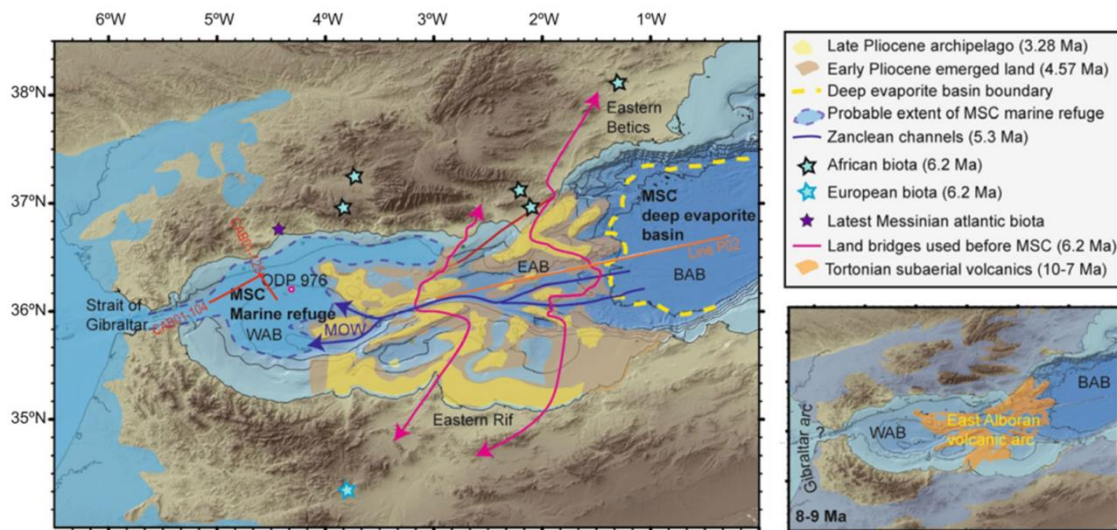 6°W 5°W 4°W 3°W 2°W 1°W
38°N
37°N
36°N
35°N
Eastern
Betics
MSC
deep evaporite
basin
Line P02
EAB
BAB
ODP 976
MSC
Marine refuge
WAB
MOW
Strait of
Gibraltar
EAB01-104
Eastern Rif
Late Pliocene archipelago (3.28 Ma)
Early Pliocene emerged land (4.57 Ma)
Deep evaporite basin boundary
Probable extent of MSC marine refuge
Zanclean channels (5.3 Ma)
African biota (6.2 Ma)
European biota (6.2 Ma)
Latest Messinian atlantic biota
Land bridges used before MSC (6.2 Ma)
Tortonian subaerial volcanics (10-7 Ma)
BAB
WAB
East Alboran
volcanic arc
Gibraltar arc
?
8-9 Ma